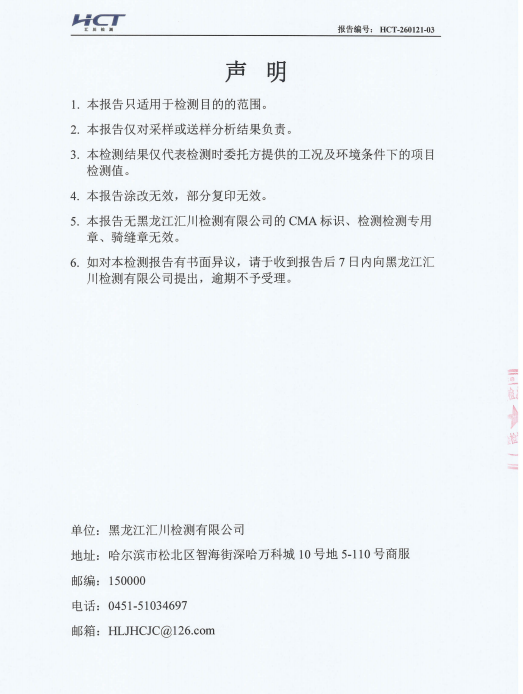 HCT
汇川检测
报告编号： HCT-260121-03
声 明
1. 本报告只适用于检测目的的范围。
2. 本报告仅对采样或送样分析结果负责。
3. 本检测结果仅代表检测时委托方提供的工况及环境条件下的项目
检测值。
4. 本报告涂改无效，部分复印无效。
5. 本报告无黑龙江汇川检测有限公司的 CMA 标识、检测检测专用
章、骑缝章无效。
6. 如对本检测报告有书面异议，请于收到报告后 7 日内向黑龙江汇
川检测有限公司提出，逾期不予受理。
单位：黑龙江汇川检测有限公司
地址：哈尔滨市松北区智海街深哈万科城 10 号地 5-110 号商服
邮编：150000
电话：0451-51034697
邮箱：HLJHCJC@126.com